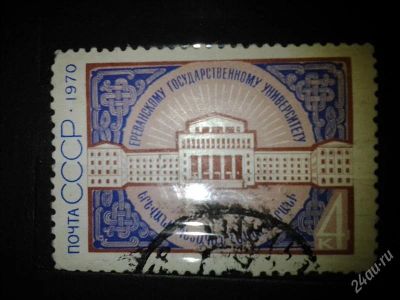 ПОЧТА СССР · 1970
ЕРЕВАНСКОМУ ГОСУДАРСТВЕННОМУ УНИВЕРСИТЕТУ
4
К
24au.ru